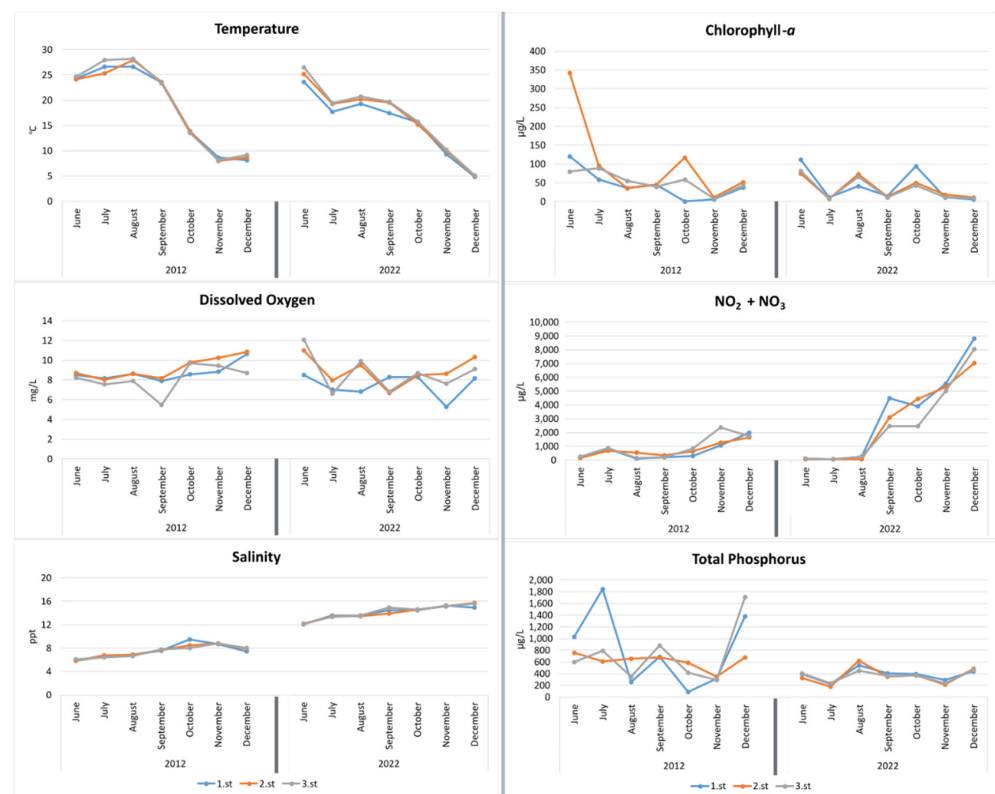 Temperature
30
25
20
15
10
5
0
°C
June
July
August
September
October
November
December
2012
June
July
August
September
October
November
December
2022
Chlorophyll-a
400
350
300
250
200
150
100
50
0
µg/L
June
July
August
September
October
November
December
2012
June
July
August
September
October
November
December
2022
Dissolved Oxygen
14
12
10
8
6
4
2
0
mg/L
June
July
August
September
October
November
December
2012
June
July
August
September
October
November
December
2022
NO₂ + NO₃
10,000
9,000
8,000
7,000
6,000
5,000
4,000
3,000
2,000
1,000
0
µg/L
June
July
August
September
October
November
December
2012
June
July
August
September
October
November
December
2022
Salinity
20
16
12
8
4
0
ppt
June
July
August
September
October
November
December
2012
June
July
August
September
October
November
December
2022
1.st 2.st 3.st
Total Phosphorus
2,000
1,800
1,600
1,400
1,200
1,000
800
600
400
200
0
µg/L
June
July
August
September
October
November
December
2012
June
July
August
September
October
November
December
2022
1.st 2.st 3.st